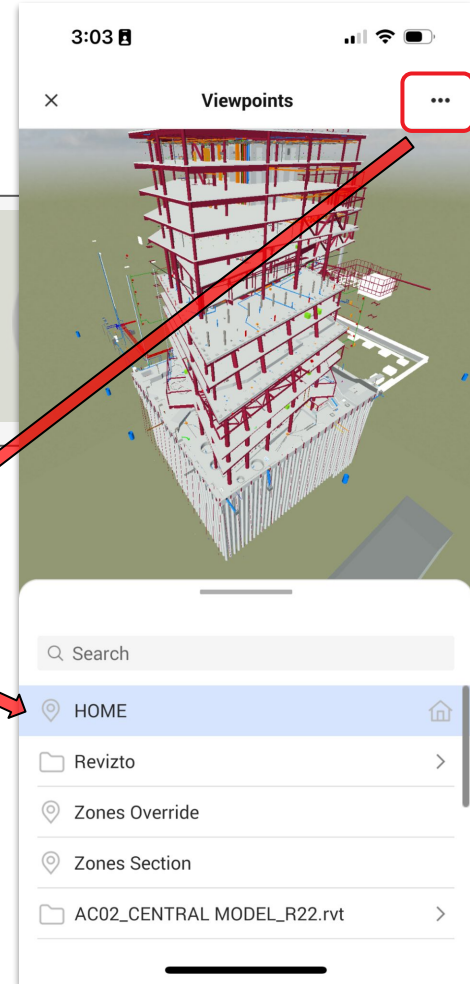 3:03
Viewpoints
Search
HOME
Revizto
Zones Override
Zones Section
AC02_CENTRAL MODEL_R22.rvt